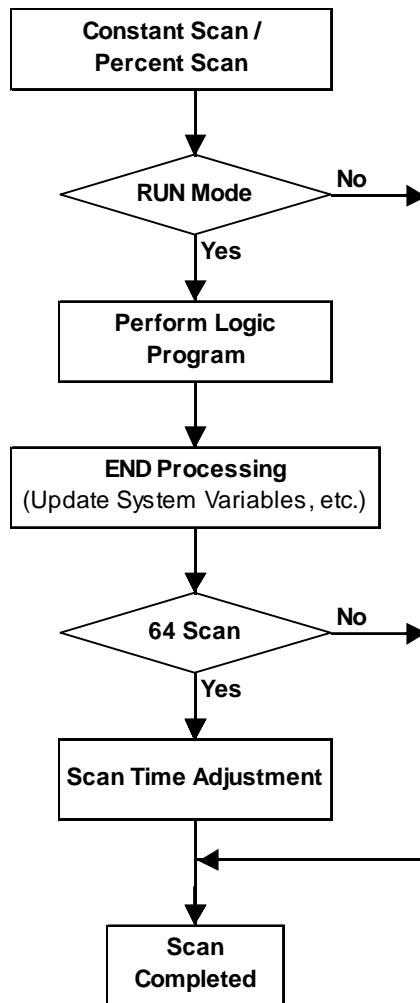 Constant Scan /
Percent Scan
RUN Mode
No
Yes
Perform Logic
Program
END Processing
(Update System Variables, etc.)
64 Scan
No
Yes
Scan Time Adjustment
Scan
Completed